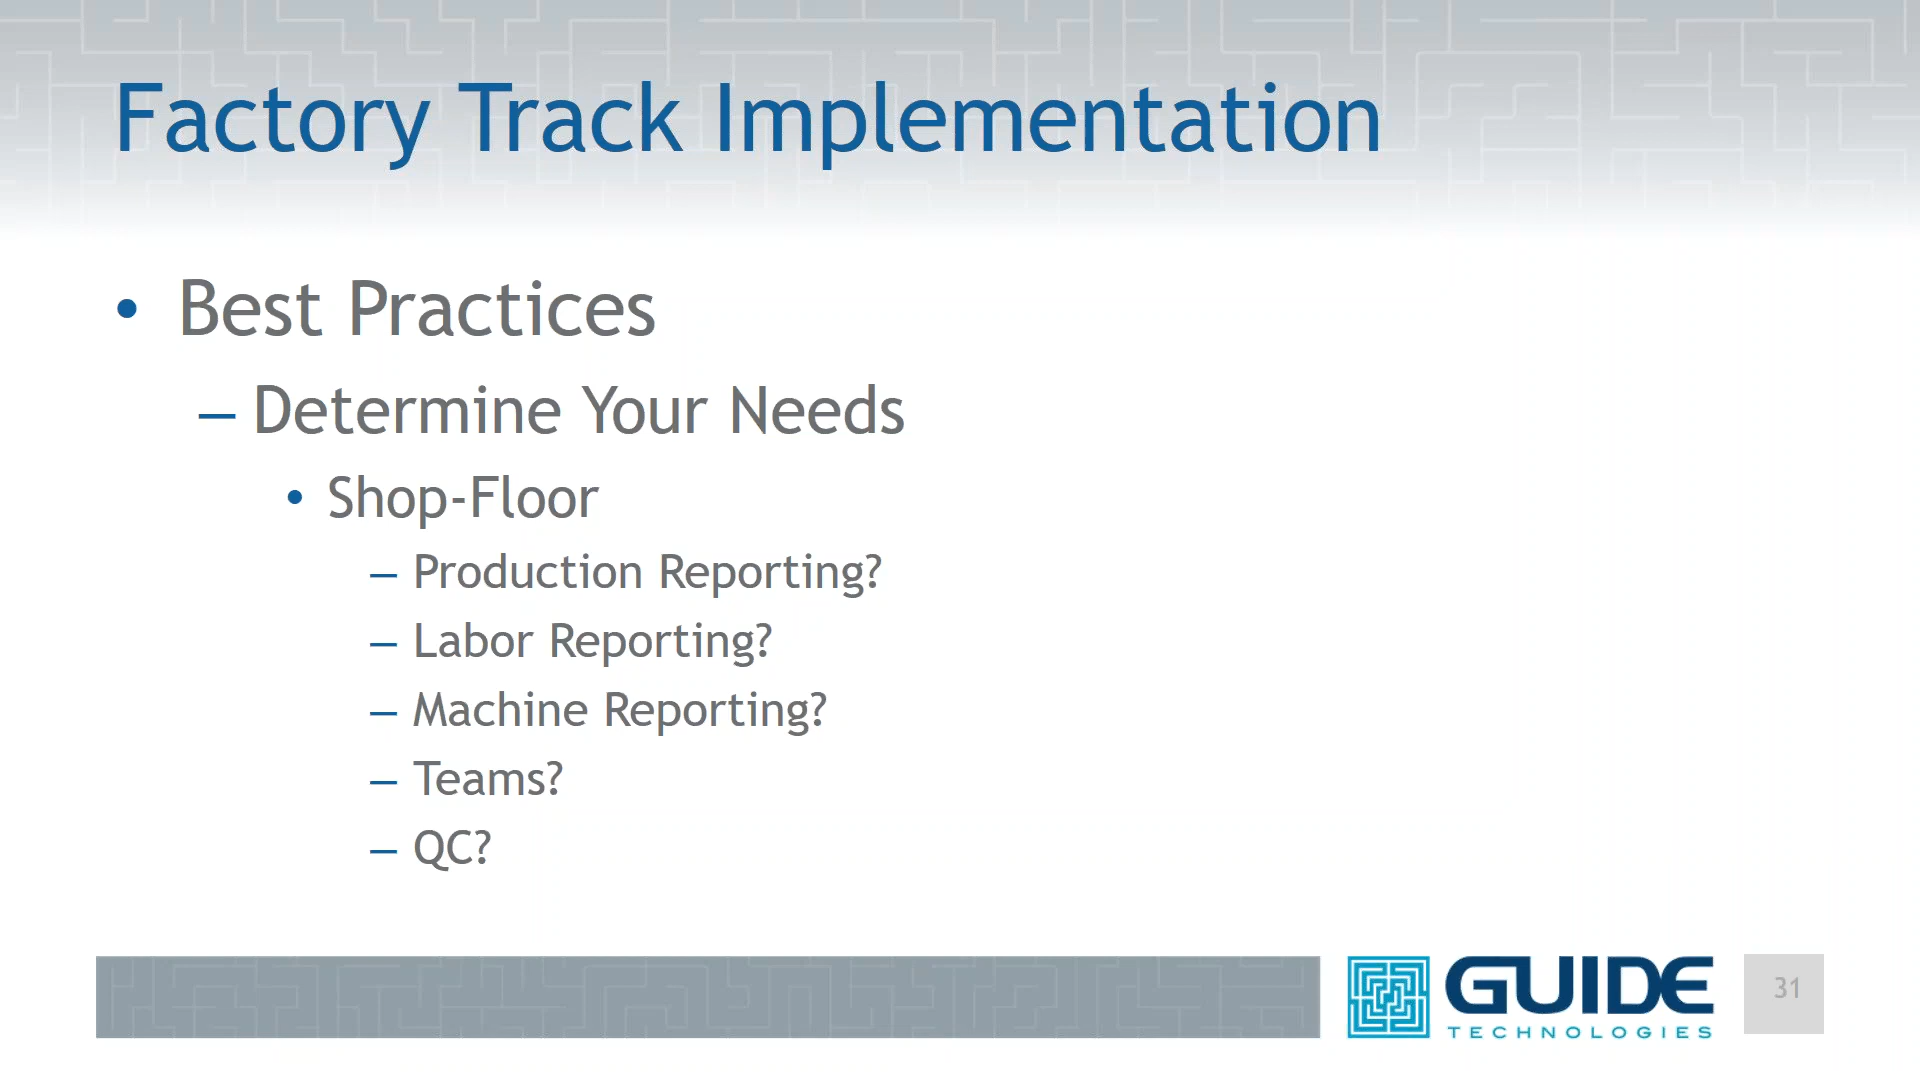 Factory Track Implementation
• Best Practices
– Determine Your Needs
• Shop-Floor
– Production Reporting?
– Labor Reporting?
– Machine Reporting?
– Teams?
– QC?
GUIDE
TECHNOLOGIES
31